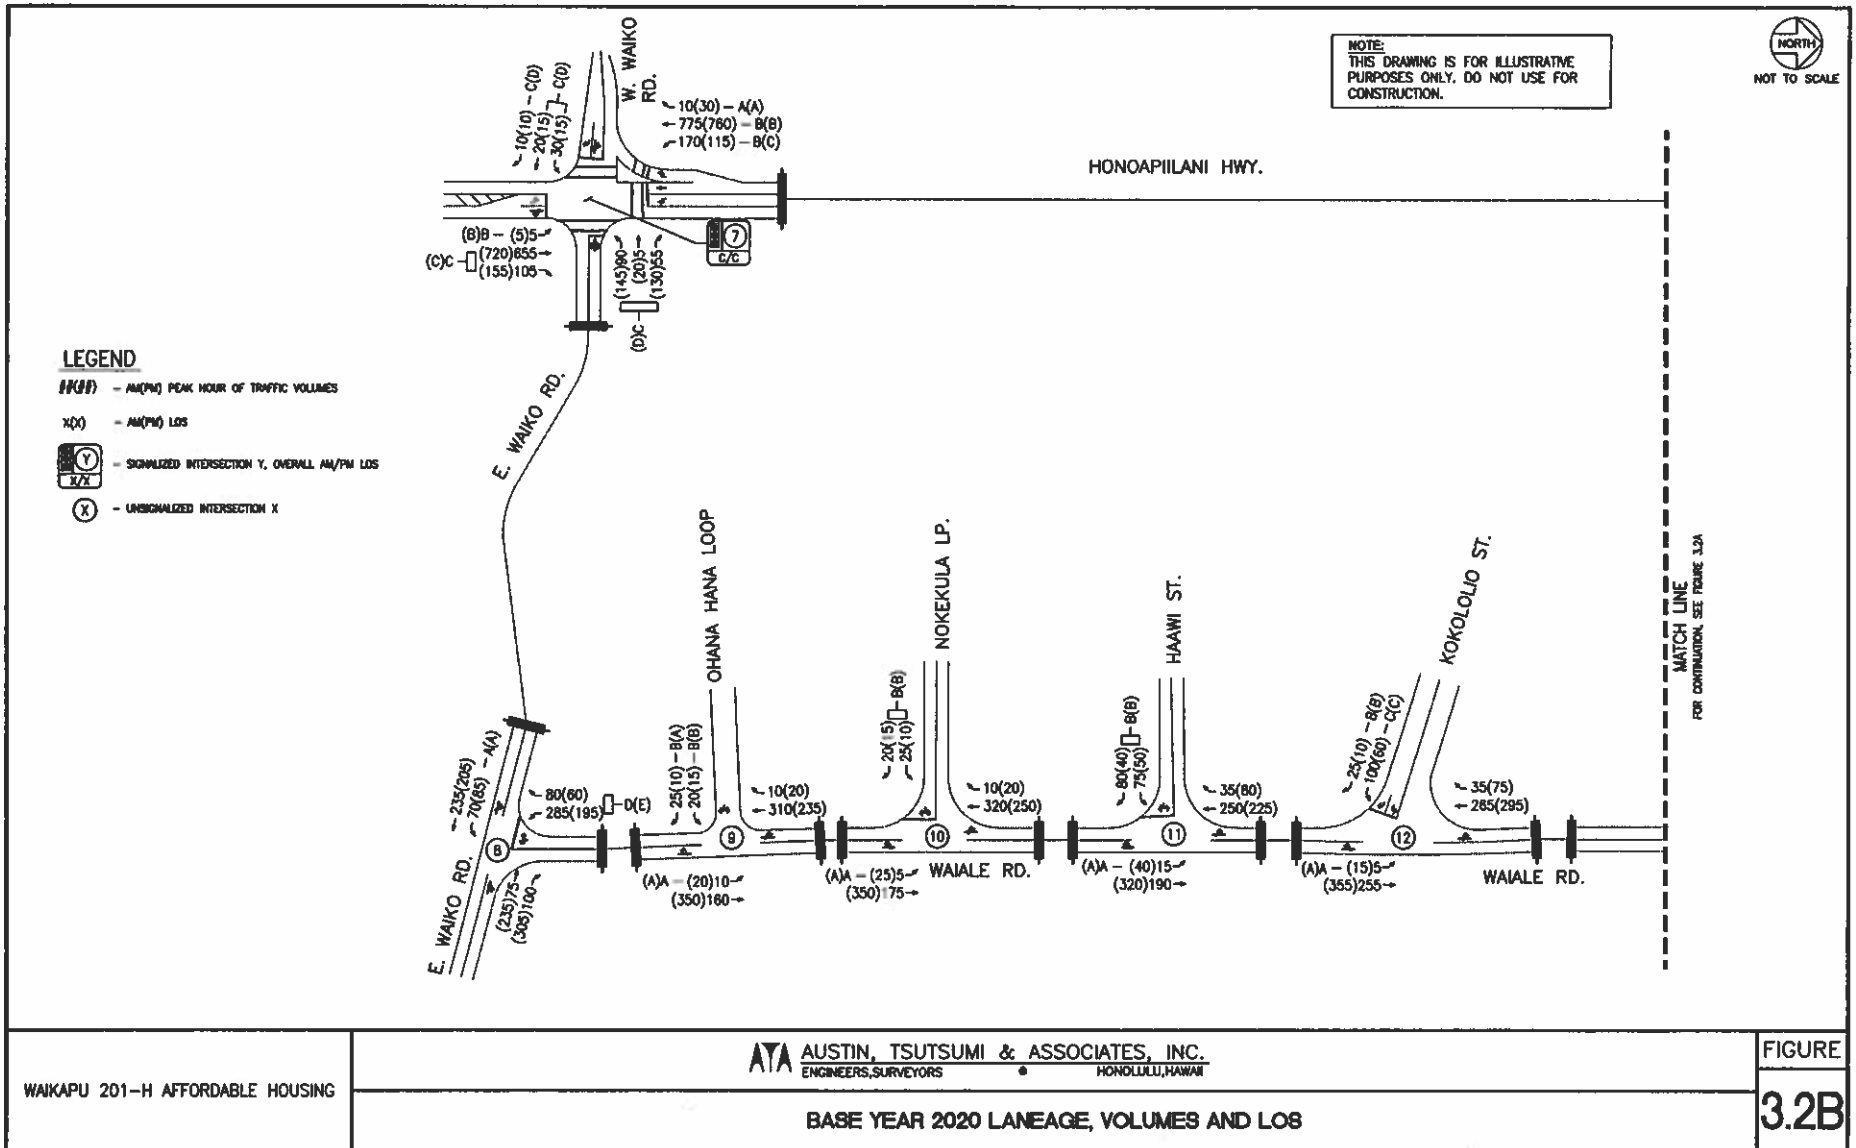 NOTE:
THIS DRAWING IS FOR ILLUSTRATIVE
PURPOSES ONLY. DO NOT USE FOR
CONSTRUCTION.
NORTH
NOT TO SCALE
W. WAIKO
RD.
10(10) - C(D)
20(15)
30(15)
C(D)
10(30) - A(A)
775(760) - B(B)
170(115) - B(C)
HONOAPIILANI HWY.
(B)B - (5)5
(C)C
(720)655
(155)105
(145)90
(20)5
(130)55
(D)C
7
C/C
LEGEND
##(##) - AM(PM) PEAK HOUR OF TRAFFIC VOLUMES
X(X) - AM(PM) LOS
Y
X/X
- SIGNALIZED INTERSECTION Y, OVERALL AM/PM LOS
X - UNSIGNALIZED INTERSECTION X
E. WAIKO RD.
OHANA HANA LOOP
NOKEKULA LP.
HAAWI ST.
KOKOLOLIO ST.
MATCH LINE
FOR CONTINUATION, SEE FIGURE 3.2A
235(205)
70(85) - A(A)
80(60)
285(195)
D(E)
8
E. WAIKO RD.
(235)75
(305)100
25(10) - B(A)
20(15) - B(B)
10(20)
310(235)
9
(A)A - (20)10
(350)160
20(15)
25(10)
B(B)
10(20)
320(250)
10
(A)A - (25)5
(350)175
WAIALE RD.
80(40)
75(50)
B(B)
35(80)
250(225)
11
(A)A - (40)15
(320)190
25(10) - B(B)
100(60) - C(C)
35(75)
265(295)
12
(A)A - (15)5
(355)255
WAIALE RD.
WAIKAPU 201-H AFFORDABLE HOUSING
ATA AUSTIN, TSUTSUMI & ASSOCIATES, INC.
ENGINEERS,SURVEYORS • HONOLULU,HAWAII
BASE YEAR 2020 LANEAGE, VOLUMES AND LOS
FIGURE
3.2B